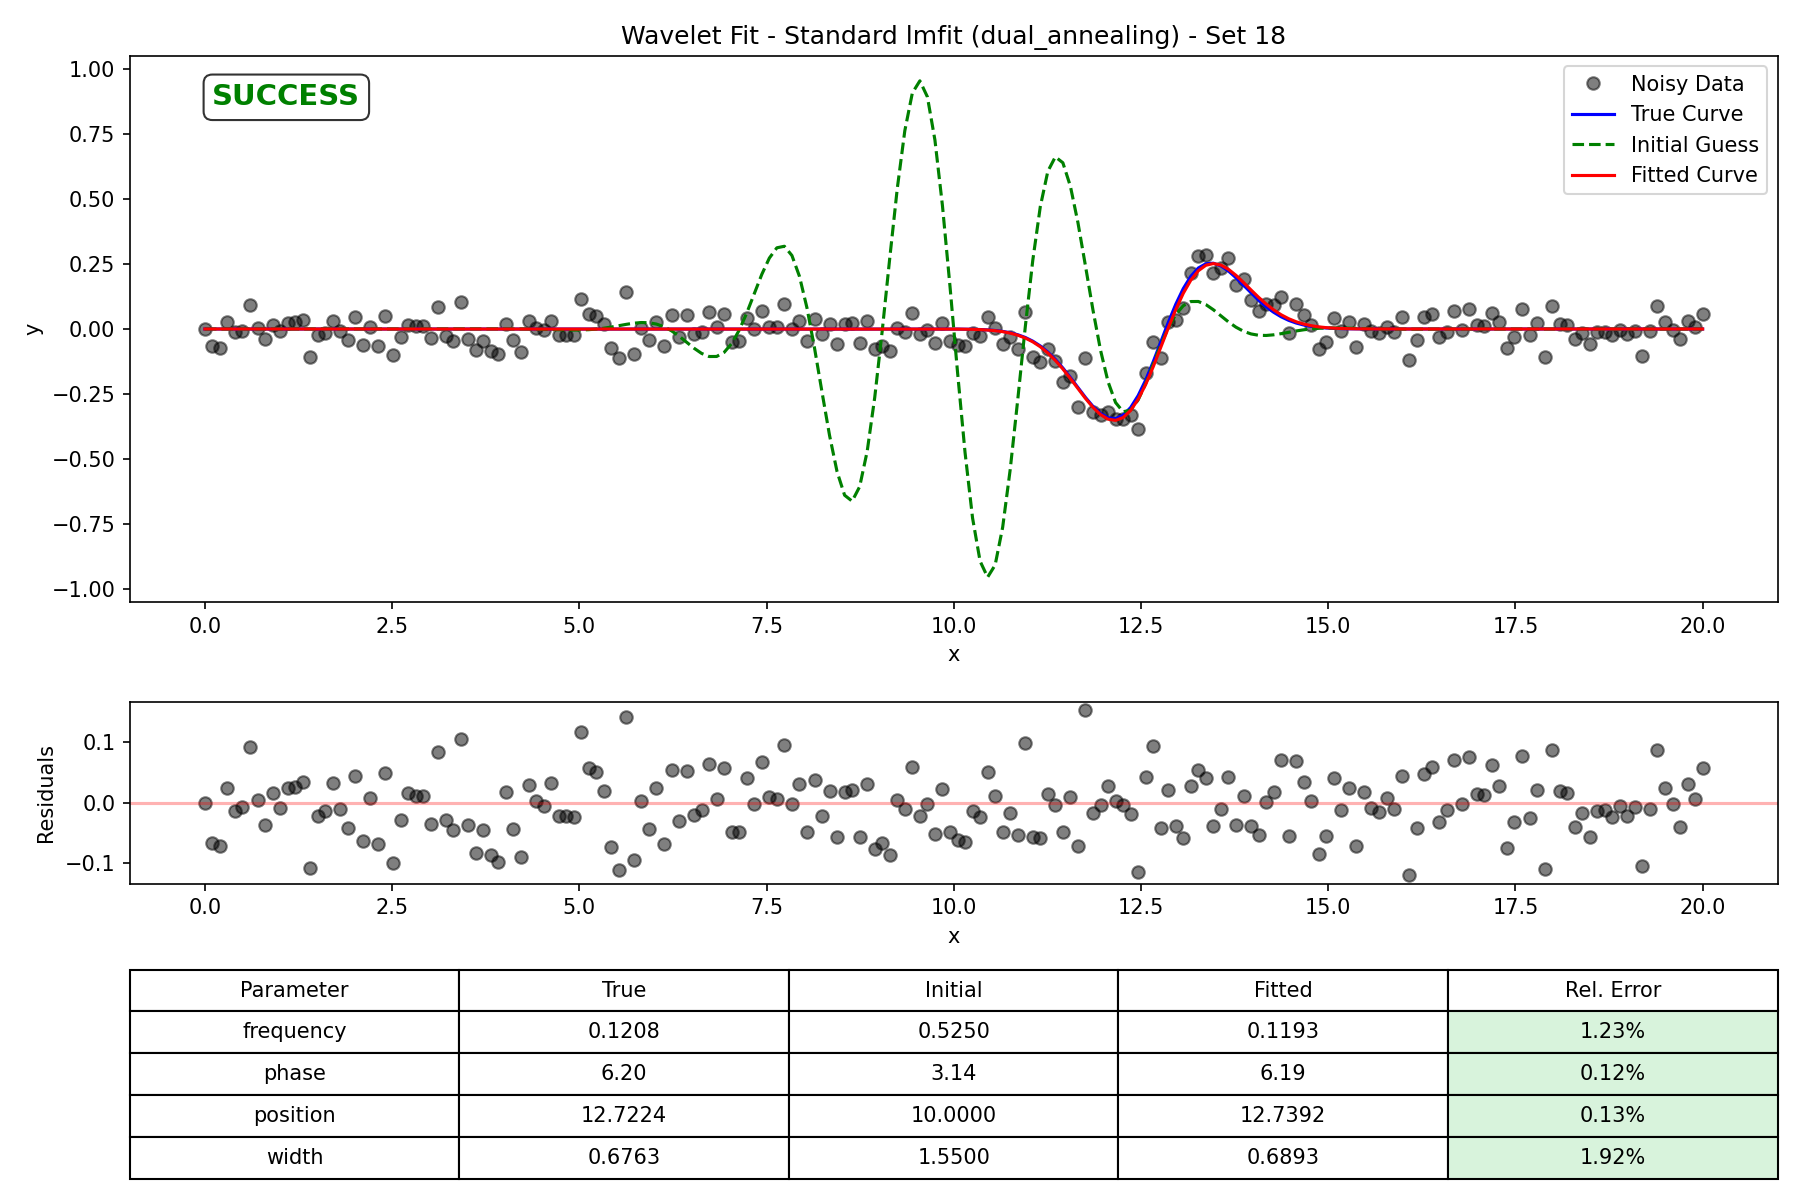 Wavelet Fit - Standard lmfit (dual_annealing) - Set 18
SUCCESS
Noisy Data
True Curve
Initial Guess
Fitted Curve
1.00
0.75
0.50
0.25
0.00
−0.25
−0.50
−0.75
−1.00
y
0.0 2.5 5.0 7.5 10.0 12.5 15.0 17.5 20.0
x
0.1
0.0
−0.1
Residuals
0.0 2.5 5.0 7.5 10.0 12.5 15.0 17.5 20.0
x
Parameter True Initial Fitted Rel. Error
frequency 0.1208 0.5250 0.1193 1.23%
phase 6.20 3.14 6.19 0.12%
position 12.7224 10.0000 12.7392 0.13%
width 0.6763 1.5500 0.6893 1.92%